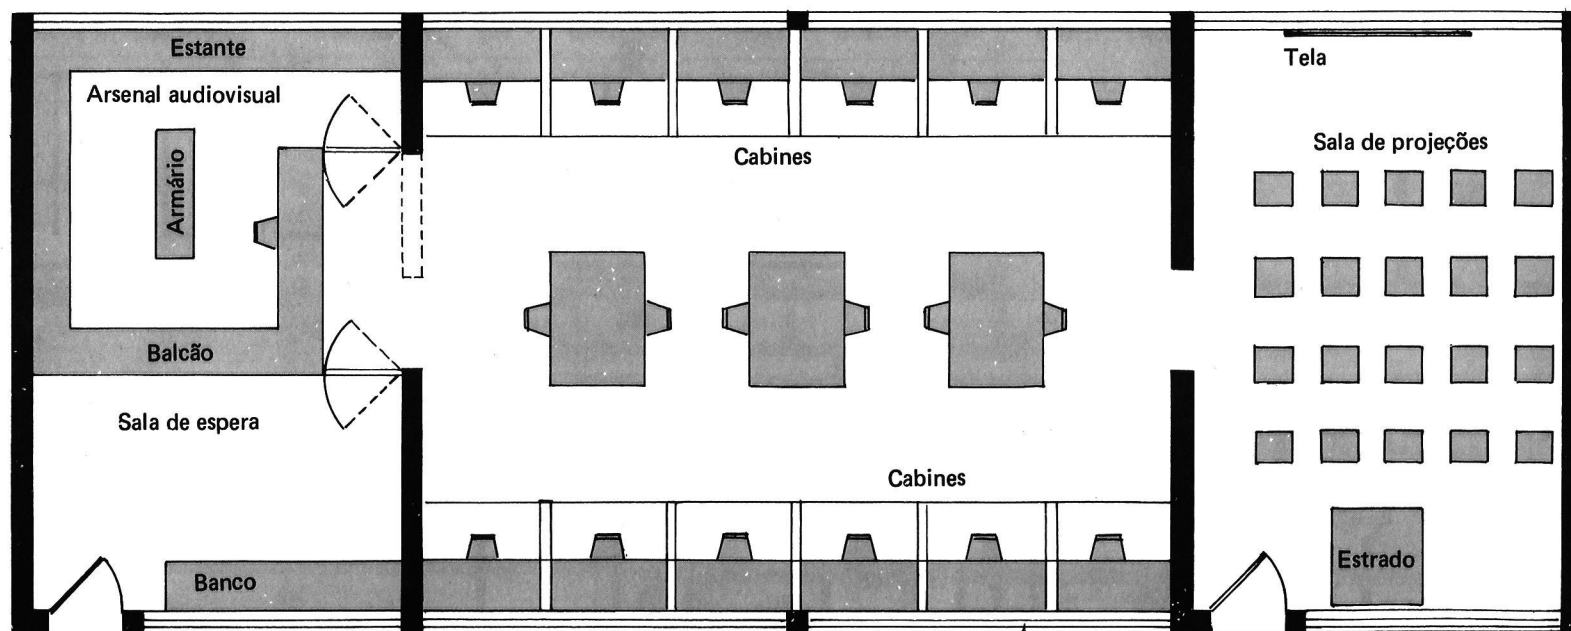 Estante
Arsenal audiovisual
Armário
Balcão
Sala de espera
Banco
Cabines
Cabines
Tela
Sala de projeções
Estrado